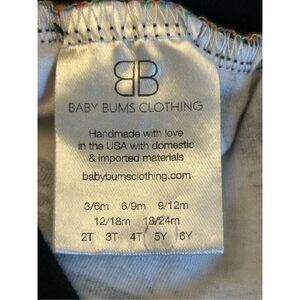 BB
BABY BUMS CLOTHING
Handmade with love
in the USA with domestic
& imported materials
babybumsclothing.com
3/6m 6/9m 9/12m
12/18m 18/24m
2T 3T 4T 5Y 6Y